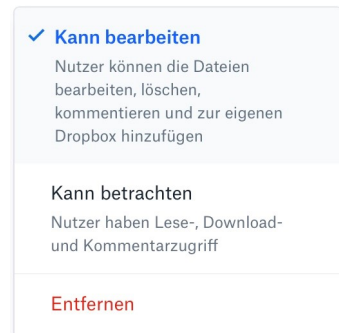 Kann bearbeiten
Nutzer können die Dateien
bearbeiten, löschen,
kommentieren und zur eigenen
Dropbox hinzufügen
Kann betrachten
Nutzer haben Lese-, Download-
und Kommentarzugriff
Entfernen